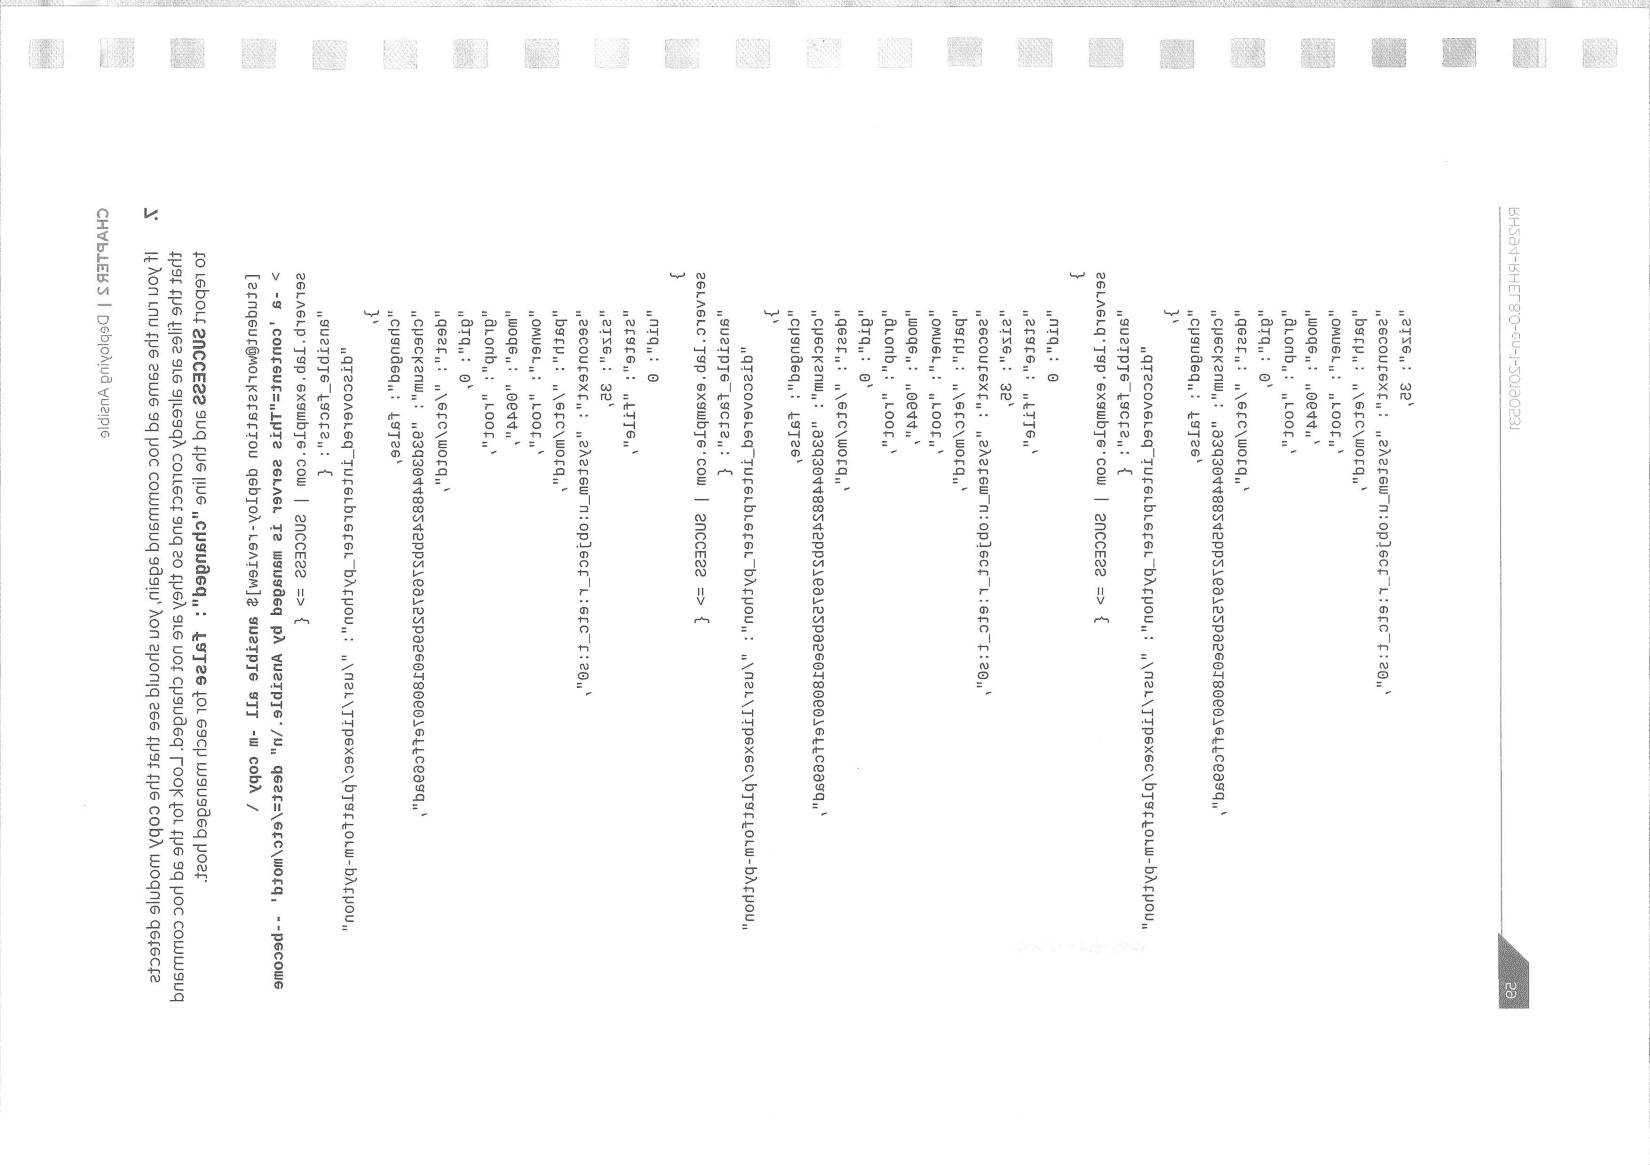 CHAPTER 2 | Deploying Ansible
7. If you run the same ad hoc command again, you should see that the copy module detects
that the files are already correct and so they are not changed. Look for the ad hoc command
to report SUCCESS and the line "changed": false for each managed host.
[student@workstation deploy-review]$ ansible all -m copy \
> -a 'content="This server is managed by Ansible.\n" dest=/etc/motd' --become
serverb.lab.example.com | SUCCESS => {
"ansible_facts": {
"discovered_interpreter_python": "/usr/libexec/platform-python"
},
"changed": false,
"checksum": "93d304488245bb2769752b95e0180607effc69ad",
"dest": "/etc/motd",
"gid": 0,
"group": "root",
"mode": "0644",
"owner": "root",
"path": "/etc/motd",
"secontext": "system_u:object_r:etc_t:s0",
"size": 35,
"state": "file",
"uid": 0
}
serverc.lab.example.com | SUCCESS => {
"ansible_facts": {
"discovered_interpreter_python": "/usr/libexec/platform-python"
},
"changed": false,
"checksum": "93d304488245bb2769752b95e0180607effc69ad",
"dest": "/etc/motd",
"gid": 0,
"group": "root",
"mode": "0644",
"owner": "root",
"path": "/etc/motd",
"secontext": "system_u:object_r:etc_t:s0",
"size": 35,
"state": "file",
"uid": 0
}
serverd.lab.example.com | SUCCESS => {
"ansible_facts": {
"discovered_interpreter_python": "/usr/libexec/platform-python"
},
"changed": false,
"checksum": "93d304488245bb2769752b95e0180607effc69ad",
"dest": "/etc/motd",
"gid": 0,
"group": "root",
"mode": "0644",
"owner": "root",
"path": "/etc/motd",
"secontext": "system_u:object_r:etc_t:s0",
"size": 35,
RH294-RHEL8.0-en-1-20190531 59